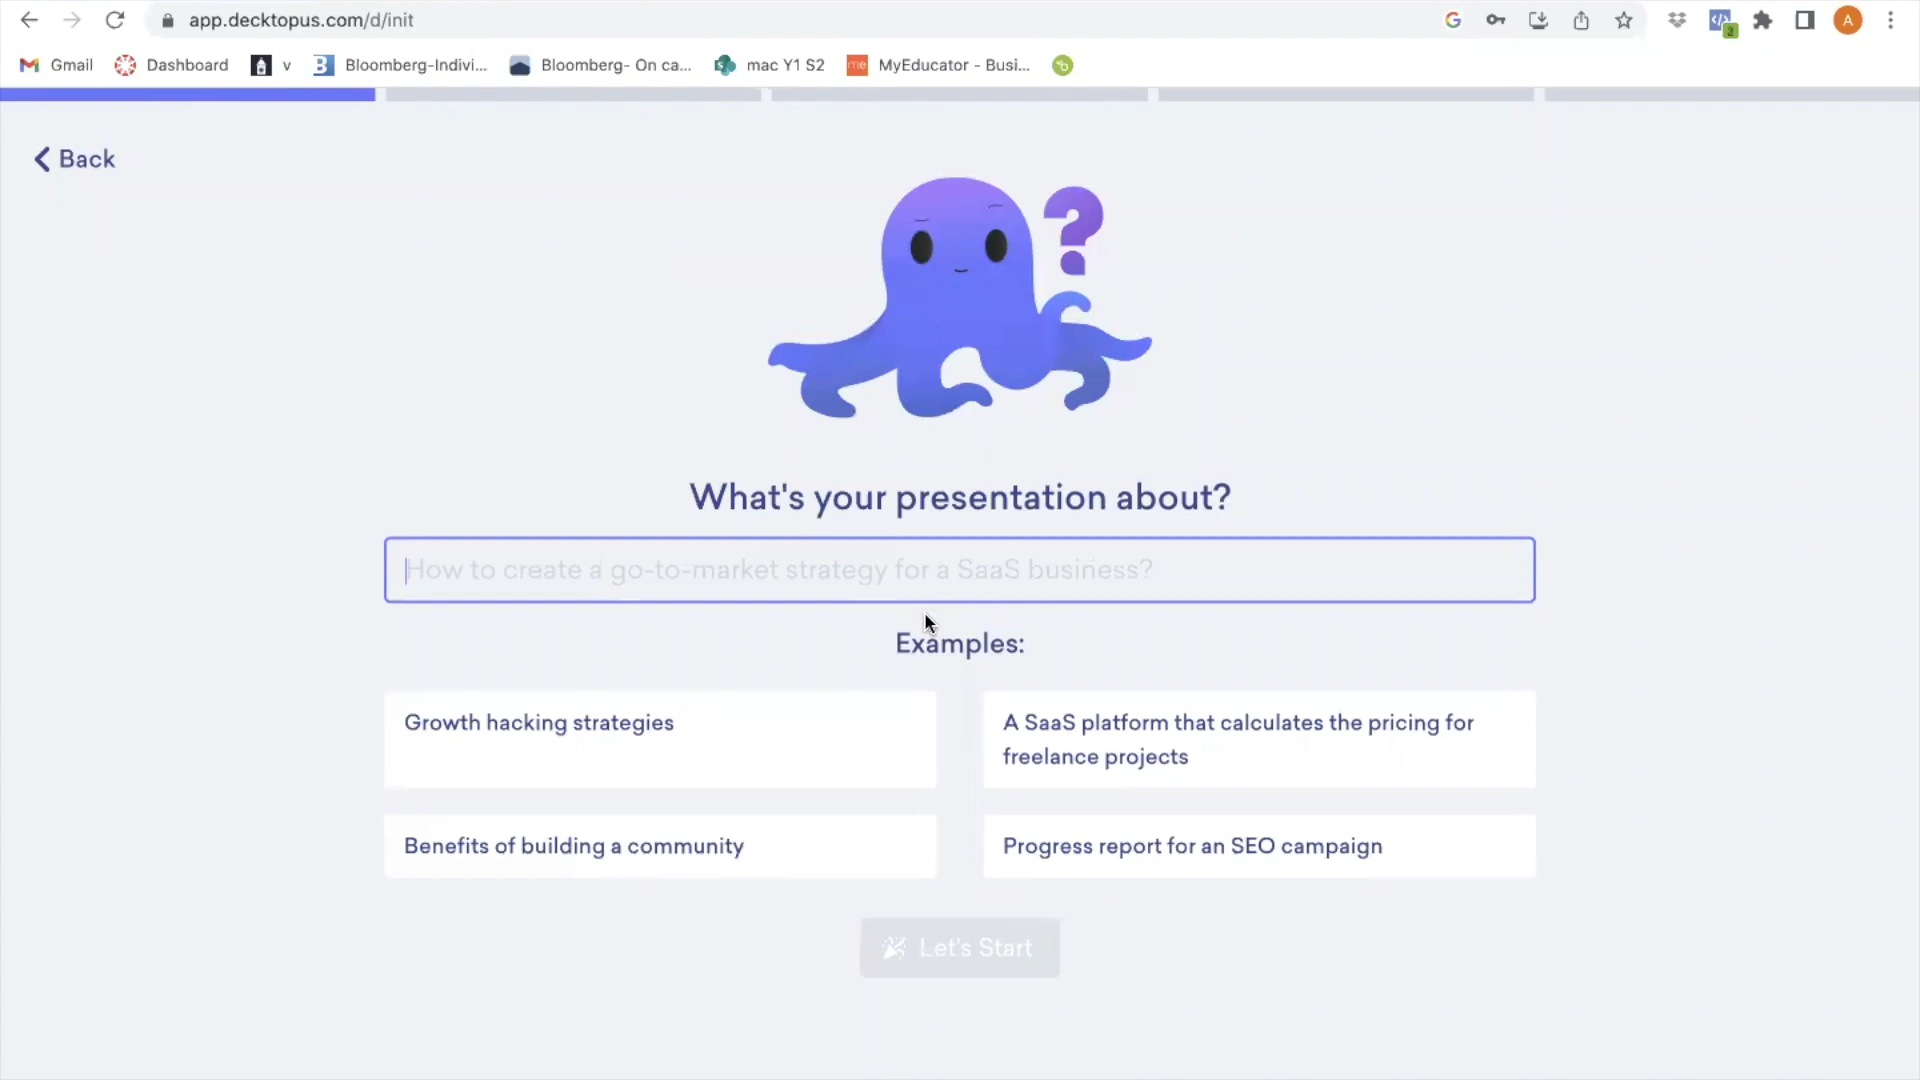 app.decktopus.com/d/init
A
2
Gmail
Dashboard
v
B Bloomberg-Indivi...
Bloomberg- On ca...
mac Y1 S2
me MyEducator - Busi...
Back
?
What's your presentation about?
How to create a go-to-market strategy for a SaaS business?
Examples:
Growth hacking strategies
A SaaS platform that calculates the pricing for
freelance projects
Benefits of building a community
Progress report for an SEO campaign
Let's Start